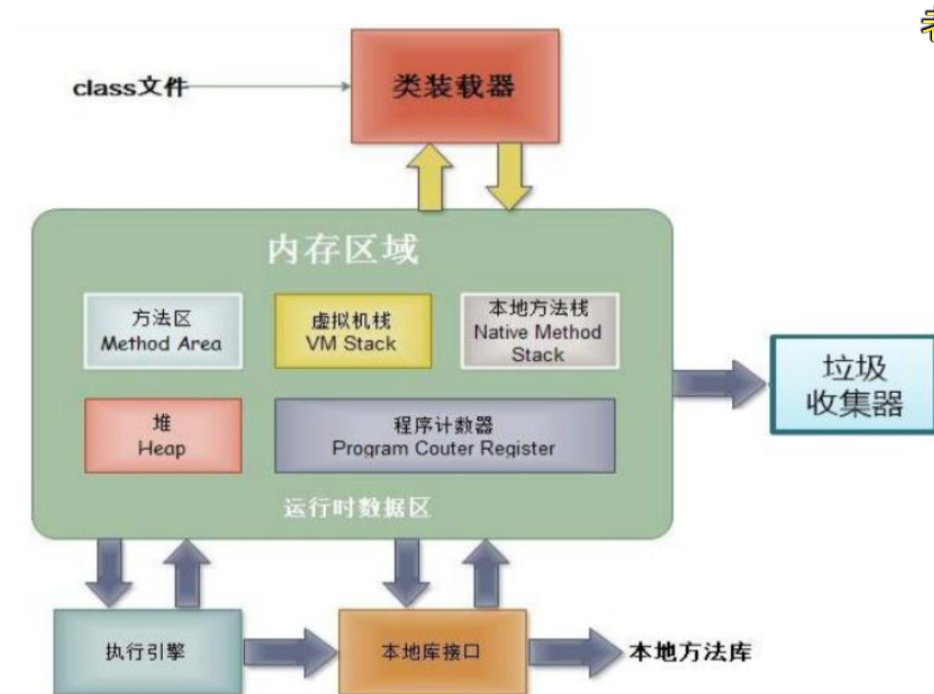 class文件
类装载器
内存区域
方法区
Method Area
虚拟机栈
VM Stack
本地方法栈
Native Method
Stack
堆
Heap
程序计数器
Program Couter Register
运行时数据区
垃圾
收集器
执行引擎
本地库接口
本地方法库